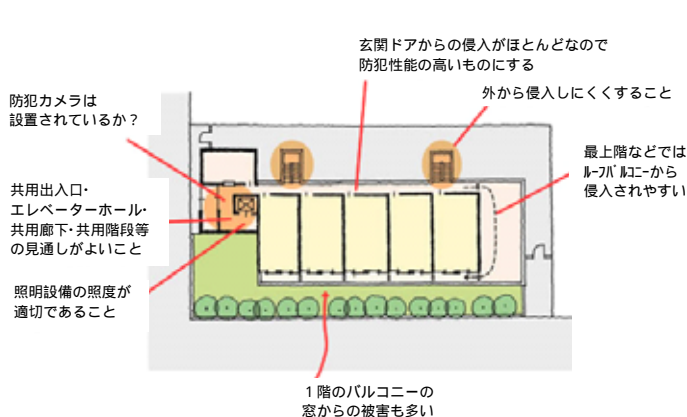 玄関ドアからの侵入がほとんどなので
防犯性能の高いものにする
外から侵入しにくくすること
防犯カメラは
設置されているか？
最上階などでは
ﾙｰﾌﾊﾞﾙｺﾆｰから
侵入されやすい
共用出入口・
エレベーターホール・
共用廊下・共用階段等
の見通しがよいこと
照明設備の照度が
適切であること
１階のバルコニーの
窓からの被害も多い